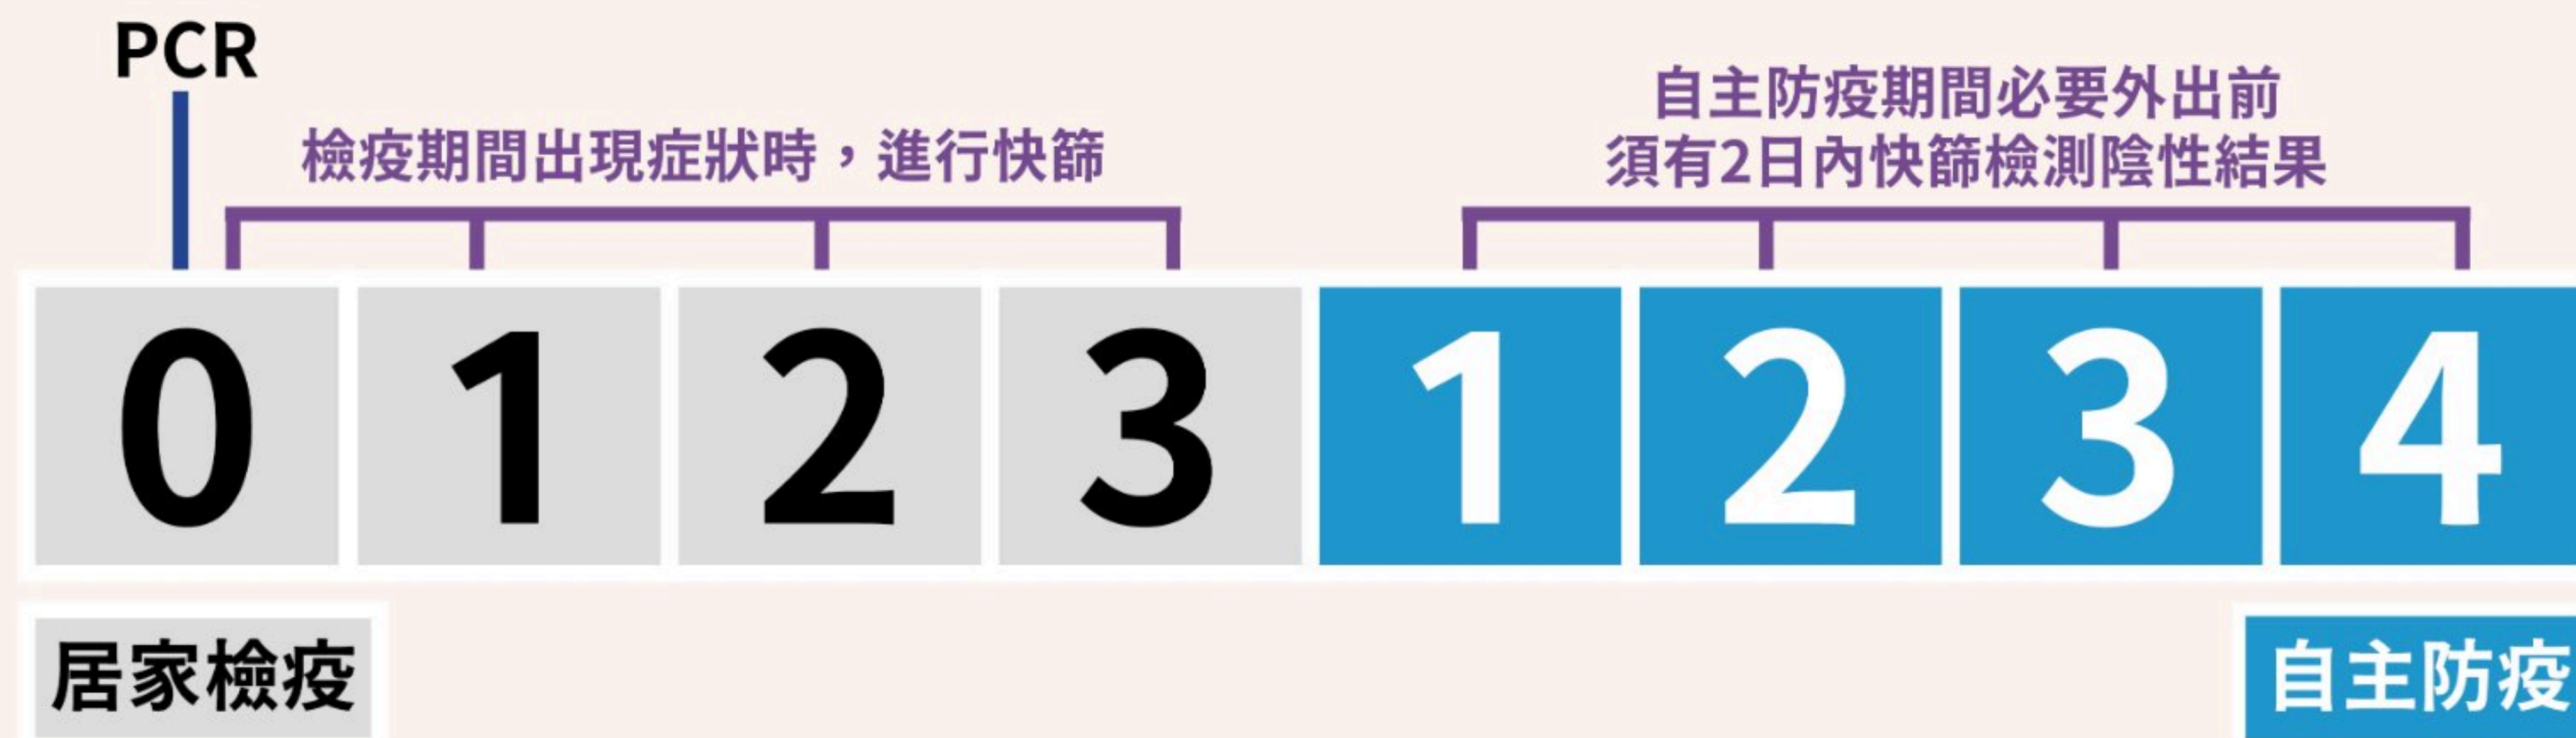 PCR
檢疫期間出現症狀時，進行快篩
自主防疫期間必要外出前
須有2日內快篩檢測陰性結果
0 1 2 3 1 2 3 4
居家檢疫
自主防疫